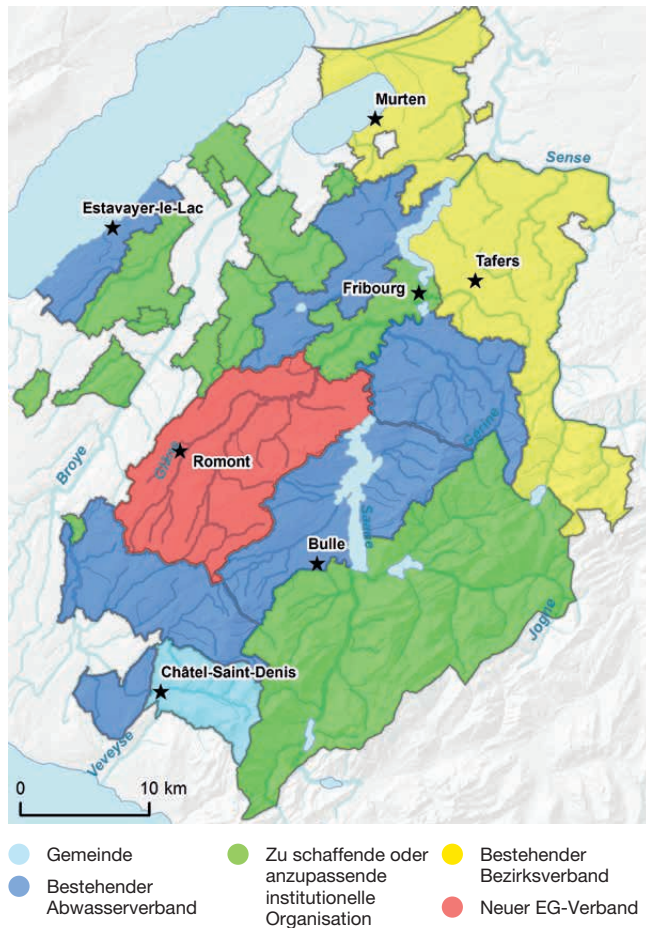 Murten
Sense
Estavayer-le-Lac
Tafers
Fribourg
Gérine
Glâne
Broye
Romont
Sarine
Bulle
Jogne
Châtel-Saint-Denis
Veveyse
0 10 km
Gemeinde
Bestehender
Abwasserverband
Zu schaffende oder
anzupassende
institutionelle
Organisation
Bestehender
Bezirksverband
Neuer EG-Verband